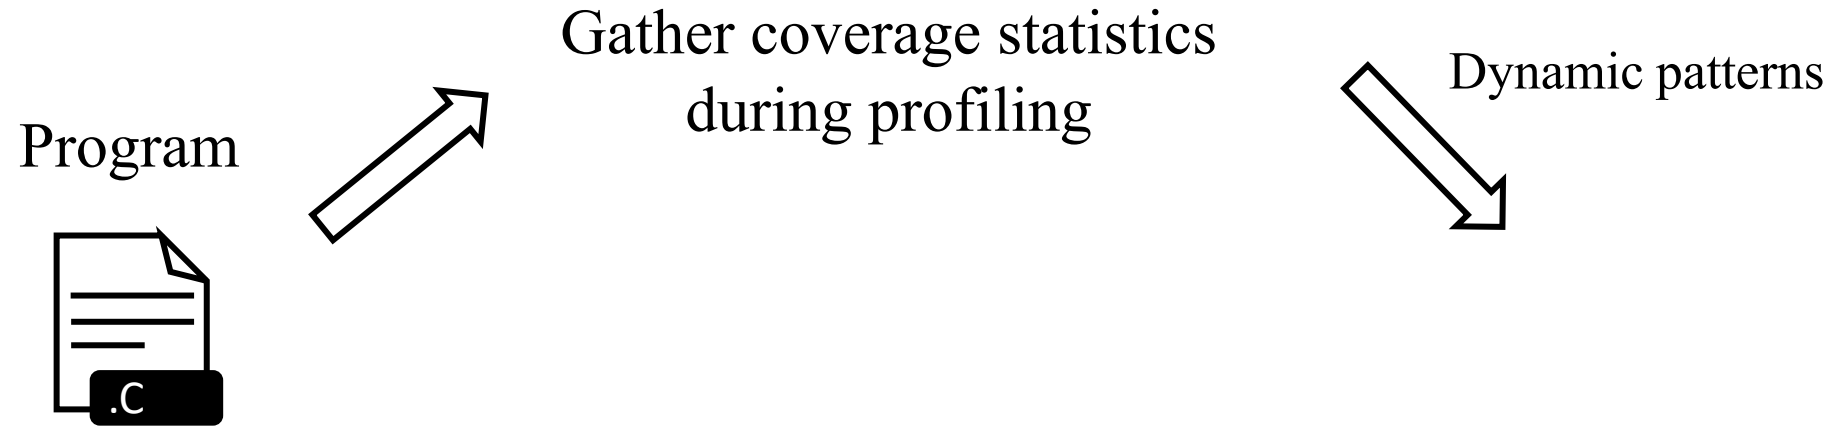 Gather coverage statistics
during profiling
Dynamic patterns
Program
.C